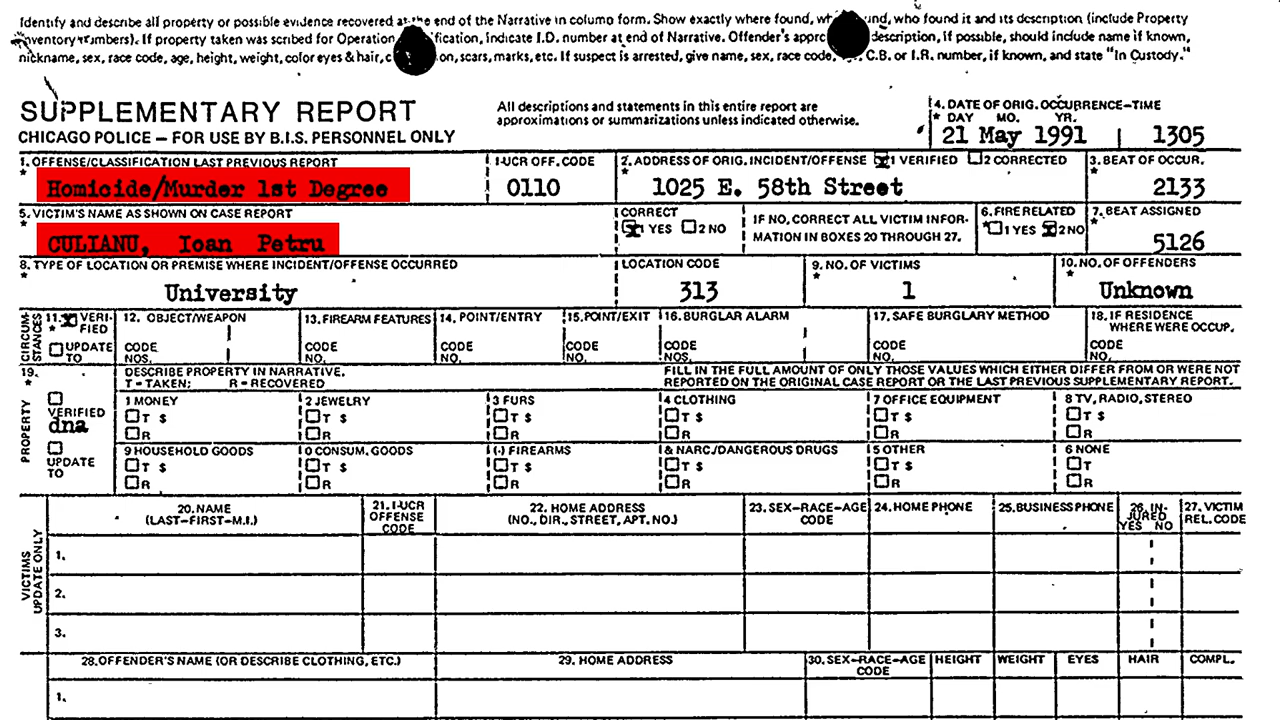 Identify and describe all property or possible evidence recovered at the end of the Narrative in column form. Show exactly where found, when found, who found it and its description (include Property
Inventory numbers). If property taken was scribed for Operation fication, indicate I.D. number at end of Narrative. Offender's appro description, if possible, should include name if known,
nickname, sex, race code, age, height, weight, color eyes & hair, c on, scars, marks, etc. If suspect is arrested, give name, sex, race code, C.B. or I.R. number, if known, and state "In Custody."
SUPPLEMENTARY REPORT
CHICAGO POLICE – FOR USE BY B.I.S. PERSONNEL ONLY
All descriptions and statements in this entire report are
approximations or summarizations unless indicated otherwise.
4. DATE OF ORIG. OCCURRENCE–TIME
* DAY MO. YR.
21 May 1991 1305
1. OFFENSE/CLASSIFICATION LAST PREVIOUS REPORT
*
Homicide/Murder 1st Degree
I-UCR OFF. CODE
0110
2. ADDRESS OF ORIG. INCIDENT/OFFENSE 1 VERIFIED 2 CORRECTED
*
1025 E. 58th Street
3. BEAT OF OCCUR.
*
2133
5. VICTIM'S NAME AS SHOWN ON CASE REPORT
*
CULIANU, Ioan Petru
CORRECT
1 YES 2 NO
IF NO, CORRECT ALL VICTIM INFOR-
MATION IN BOXES 20 THROUGH 27.
6. FIRE RELATED
* 1 YES 2 NO
7. BEAT ASSIGNED
*
5126
8. TYPE OF LOCATION OR PREMISE WHERE INCIDENT/OFFENSE OCCURRED
*
University
LOCATION CODE
313
9. NO. OF VICTIMS
*
1
10. NO. OF OFFENDERS
*
Unknown
CIRCUM-
STANCES
11. VERI-
* FIED
UPDATE
TO
12. OBJECT/WEAPON
CODE
NOS.
13. FIREARM FEATURES
CODE
NO.
14. POINT/ENTRY
CODE
NO.
15. POINT/EXIT
CODE
NO.
16. BURGLAR ALARM
CODE
NOS.
17. SAFE BURGLARY METHOD
CODE
NO.
18. IF RESIDENCE
WHERE WERE OCCUP.
CODE
NO.
PROPERTY
19.
*
VERIFIED
dna
UPDATE
TO
DESCRIBE PROPERTY IN NARRATIVE.
T – TAKEN; R – RECOVERED
FILL IN THE FULL AMOUNT OF ONLY THOSE VALUES WHICH EITHER DIFFER FROM OR WERE NOT
REPORTED ON THE ORIGINAL CASE REPORT OR THE LAST PREVIOUS SUPPLEMENTARY REPORT.
1 MONEY
T $
R
2 JEWELRY
T $
R
3 FURS
T $
R
4 CLOTHING
T $
R
7 OFFICE EQUIPMENT
T $
R
8 TV, RADIO, STEREO
T $
R
9 HOUSEHOLD GOODS
T $
R
0 CONSUM. GOODS
T $
R
(-) FIREARMS
T $
R
& NARC./DANGEROUS DRUGS
T $
R
5 OTHER
T $
R
6 NONE
T
R
VICTIMS
UPDATE ONLY
20. NAME
(LAST–FIRST–M.I.)
21. I-UCR
OFFENSE
CODE
22. HOME ADDRESS
(NO., DIR., STREET, APT. NO.)
23. SEX–RACE–AGE
CODE
24. HOME PHONE
25. BUSINESS PHONE
26. IN-
JURED
YES NO
27. VICTIM
REL. CODE
1.
2.
3.
28. OFFENDER'S NAME (OR DESCRIBE CLOTHING, ETC.)
29. HOME ADDRESS
30. SEX–RACE–AGE
CODE
HEIGHT
WEIGHT
EYES
HAIR
COMPL.
1.